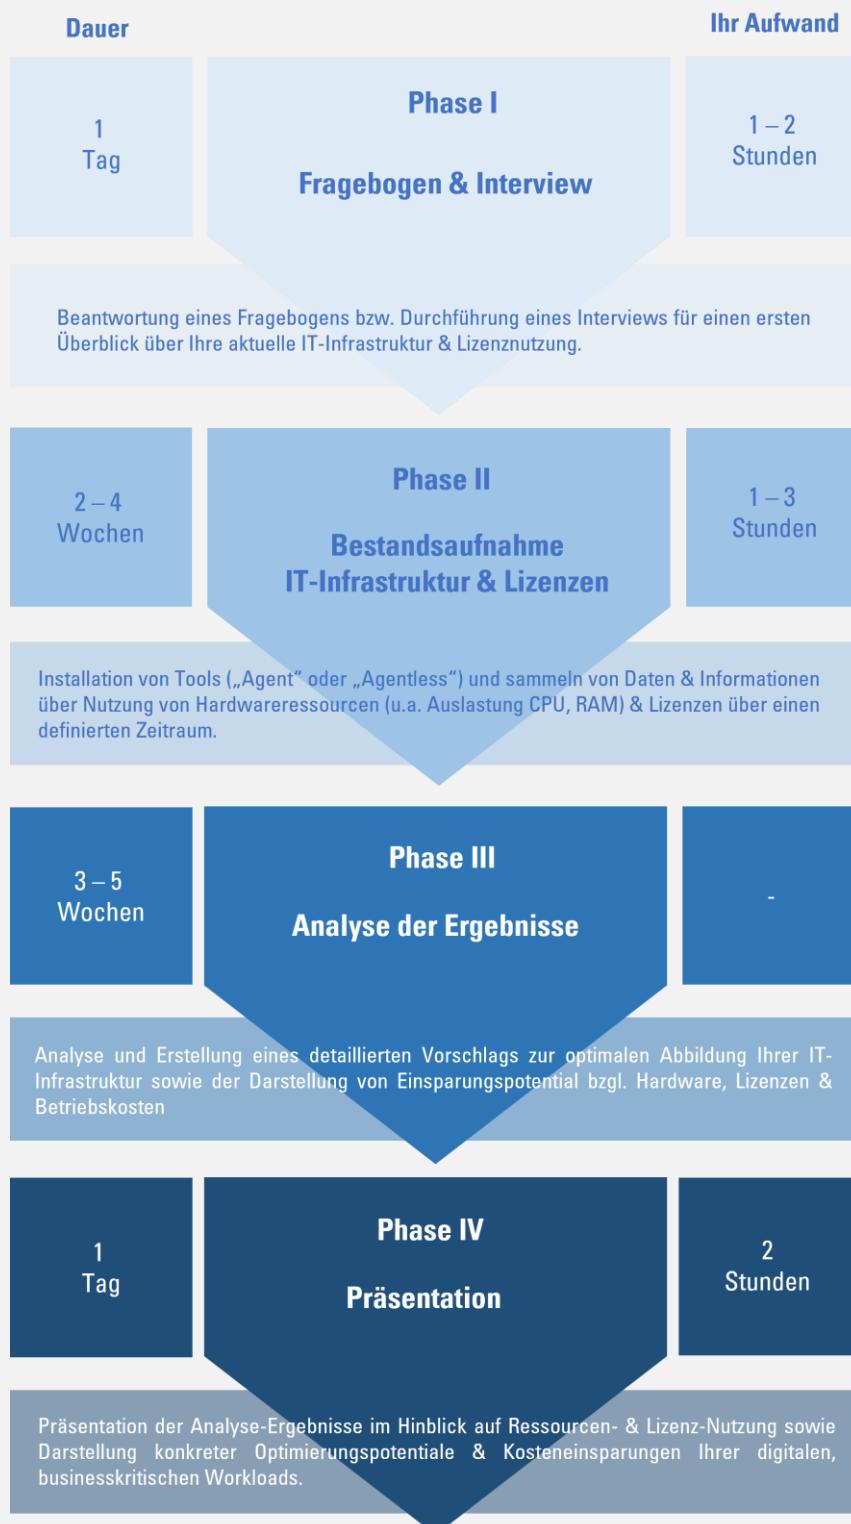 Dauer
Ihr Aufwand
1
Tag
Phase I
Fragebogen & Interview
1 – 2
Stunden
Beantwortung eines Fragebogens bzw. Durchführung eines Interviews für einen ersten
Überblick über Ihre aktuelle IT-Infrastruktur & Lizenznutzung.
2 – 4
Wochen
Phase II
Bestandsaufnahme
IT-Infrastruktur & Lizenzen
1 – 3
Stunden
Installation von Tools („Agent“ oder „Agentless“) und sammeln von Daten & Informationen
über Nutzung von Hardwareressourcen (u.a. Auslastung CPU, RAM) & Lizenzen über einen
definierten Zeitraum.
3 – 5
Wochen
Phase III
Analyse der Ergebnisse
-
Analyse und Erstellung eines detaillierten Vorschlags zur optimalen Abbildung Ihrer IT-
Infrastruktur sowie der Darstellung von Einsparungspotential bzgl. Hardware, Lizenzen &
Betriebskosten
1
Tag
Phase IV
Präsentation
2
Stunden
Präsentation der Analyse-Ergebnisse im Hinblick auf Ressourcen- & Lizenz-Nutzung sowie
Darstellung konkreter Optimierungspotentiale & Kosteneinsparungen Ihrer digitalen,
businesskritischen Workloads.